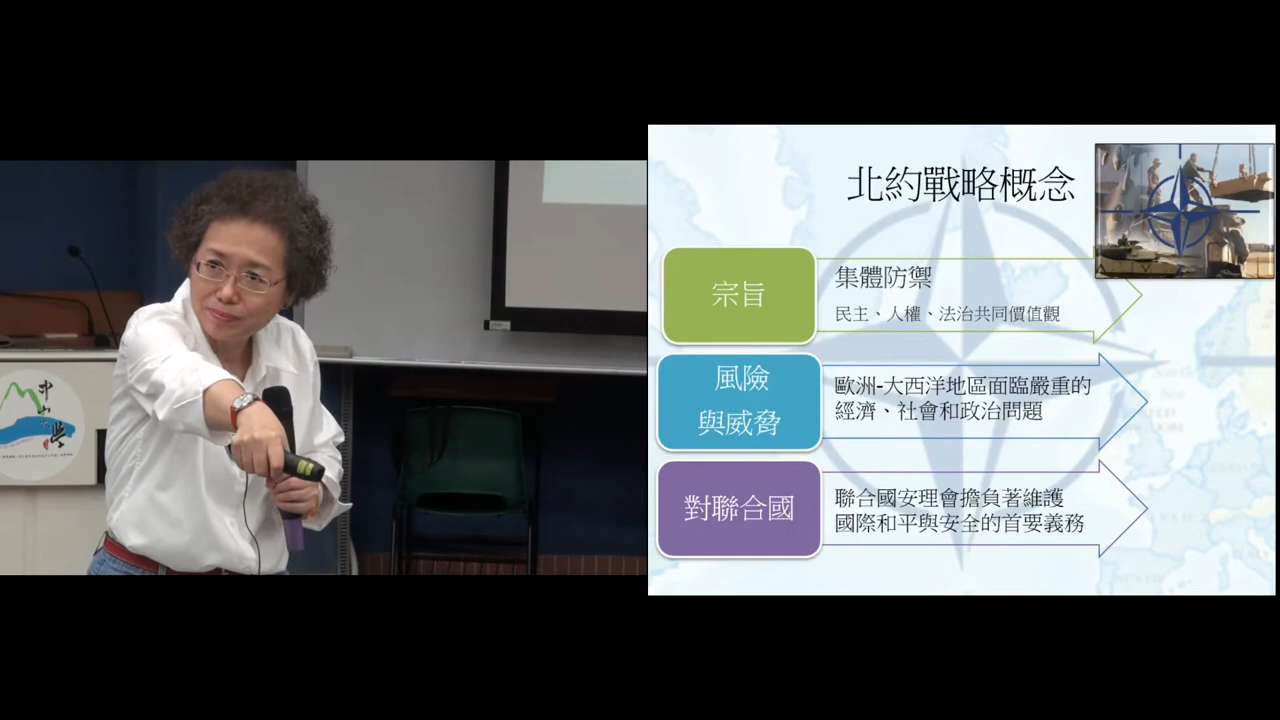 中山學
北約戰略概念
宗旨
集體防禦
民主、人權、法治共同價值觀
風險
與威脅
歐洲-大西洋地區面臨嚴重的
經濟、社會和政治問題
對聯合國
聯合國安理會擔負著維護
國際和平與安全的首要義務